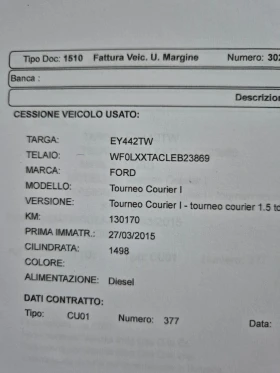 Tipo Doc: 1510 Fattura Veic. U. Margine Numero: 302
Banca :
Descrizion
CESSIONE VEICOLO USATO:
TARGA: EY442TW
TELAIO: WF0LXXTACLEB23869
MARCA: FORD
MODELLO: Tourneo Courier I
VERSIONE: Tourneo Courier I - tourneo courier 1.5 to
KM: 130170
PRIMA IMMATR.: 27/03/2015
CILINDRATA: 1498
COLORE:
ALIMENTAZIONE: Diesel
DATI CONTRATTO:
Tipo: CU01 Numero: 377 Data: